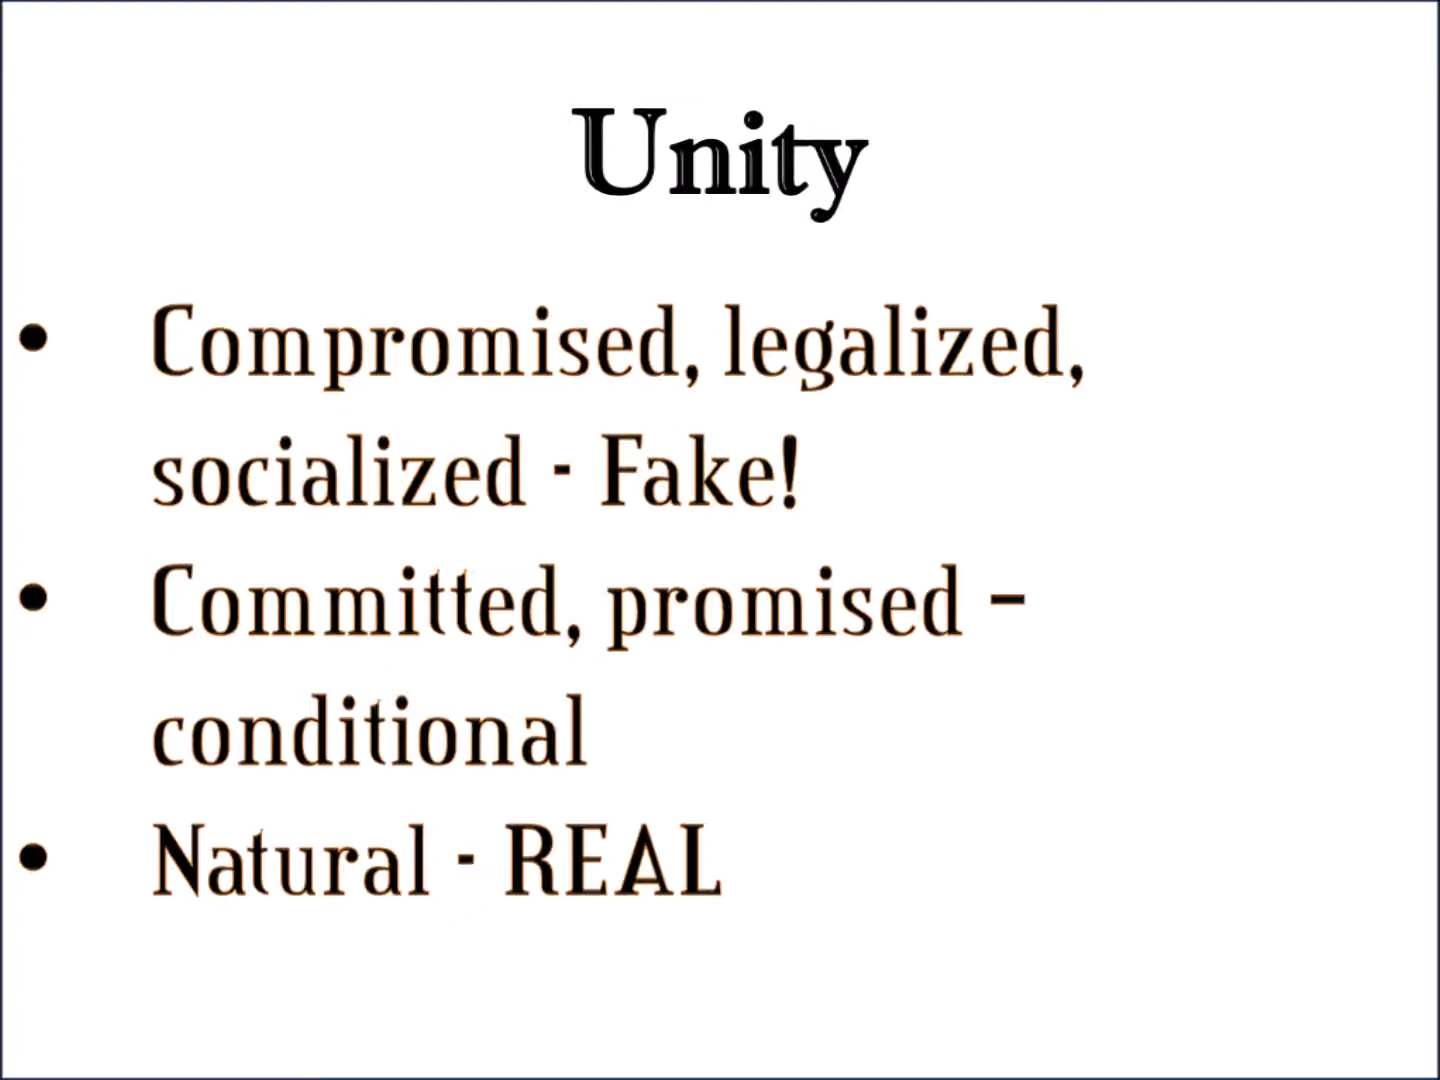 Unity
• Compromised, legalized,
socialized - Fake!
• Committed, promised –
conditional
• Natural - REAL